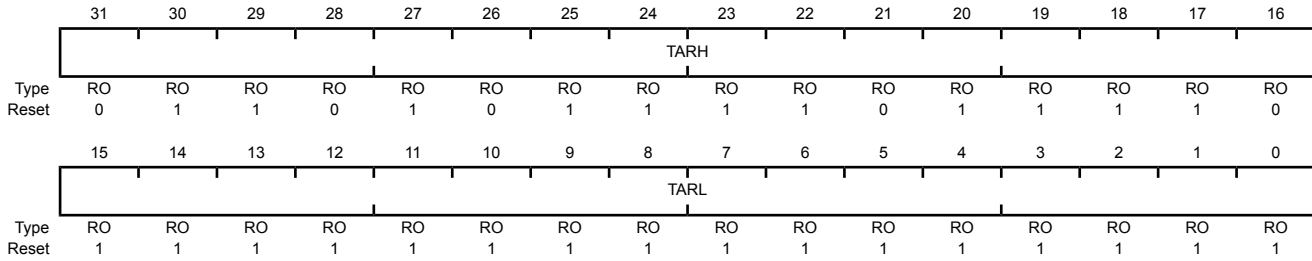 31 30 29 28 27 26 25 24 23 22 21 20 19 18 17 16
TARH
Type RO RO RO RO RO RO RO RO RO RO RO RO RO RO RO RO
Reset 0 1 1 0 1 0 1 1 1 1 0 1 1 1 1 0
15 14 13 12 11 10 9 8 7 6 5 4 3 2 1 0
TARL
Type RO RO RO RO RO RO RO RO RO RO RO RO RO RO RO RO
Reset 1 1 1 1 1 1 1 1 1 1 1 1 1 1 1 1